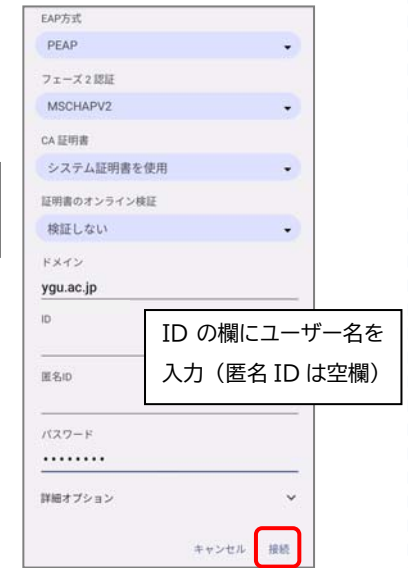 EAP方式
PEAP
フェーズ2認証
MSCHAPV2
CA 証明書
システム証明書を使用
証明書のオンライン検証
検証しない
ドメイン
ygu.ac.jp
ID
ID の欄にユーザー名を
入力（匿名 ID は空欄）
匿名ID
パスワード
••••••••
詳細オプション
キャンセル 接続